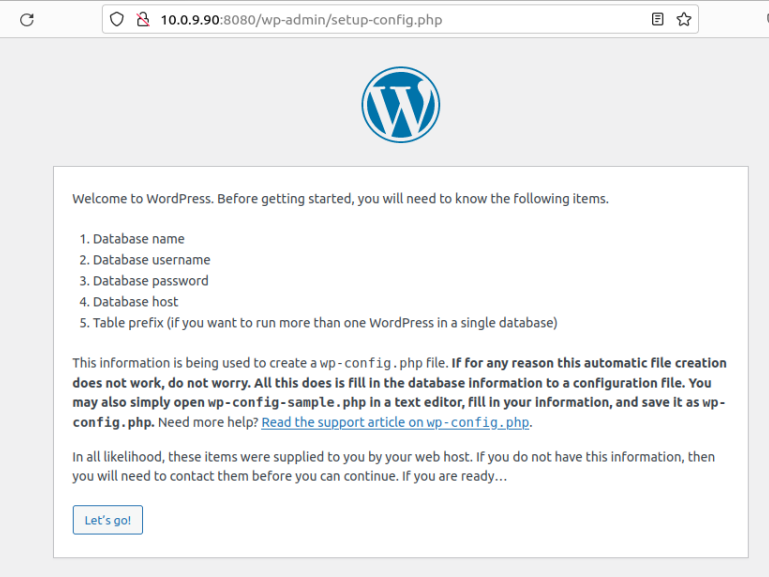 10.0.9.90:8080/wp-admin/setup-config.php
W
Welcome to WordPress. Before getting started, you will need to know the following items.
1. Database name
2. Database username
3. Database password
4. Database host
5. Table prefix (if you want to run more than one WordPress in a single database)
This information is being used to create a wp-config.php file. If for any reason this automatic file creation
does not work, do not worry. All this does is fill in the database information to a configuration file. You
may also simply open wp-config-sample.php in a text editor, fill in your information, and save it as wp-
config.php. Need more help? Read the support article on wp-config.php.
In all likelihood, these items were supplied to you by your web host. If you do not have this information, then
you will need to contact them before you can continue. If you are ready…
Let's go!